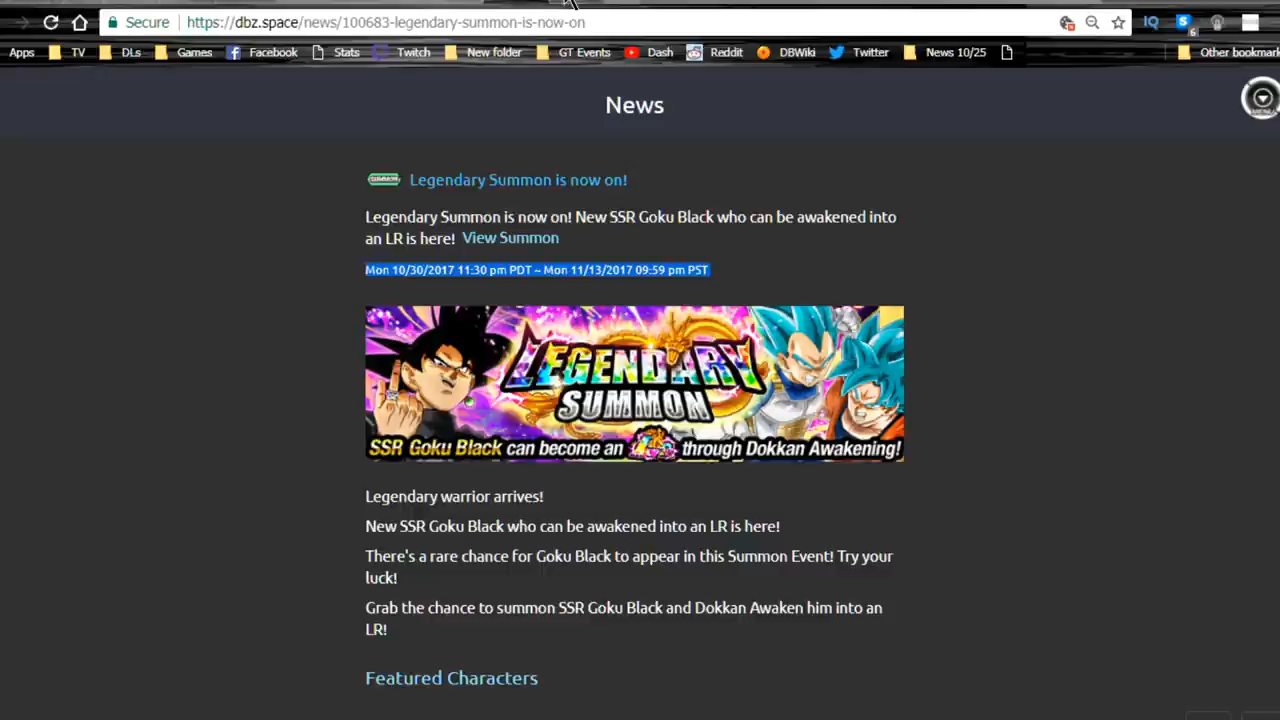 Secure https://dbz.space/news/100683-legendary-summon-is-now-on
Apps TV DLs Games Facebook Stats Twitch New folder GT Events Dash Reddit DBWiki Twitter News 10/25 Other bookmark
News
Legendary Summon is now on!
Legendary Summon is now on! New SSR Goku Black who can be awakened into
an LR is here! View Summon
Mon 10/30/2017 11:30 pm PDT ~ Mon 11/13/2017 09:59 pm PST
LEGENDARY
SUMMON
SSR Goku Black can become an LR through Dokkan Awakening!
Legendary warrior arrives!
New SSR Goku Black who can be awakened into an LR is here!
There's a rare chance for Goku Black to appear in this Summon Event! Try your
luck!
Grab the chance to summon SSR Goku Black and Dokkan Awaken him into an
LR!
Featured Characters